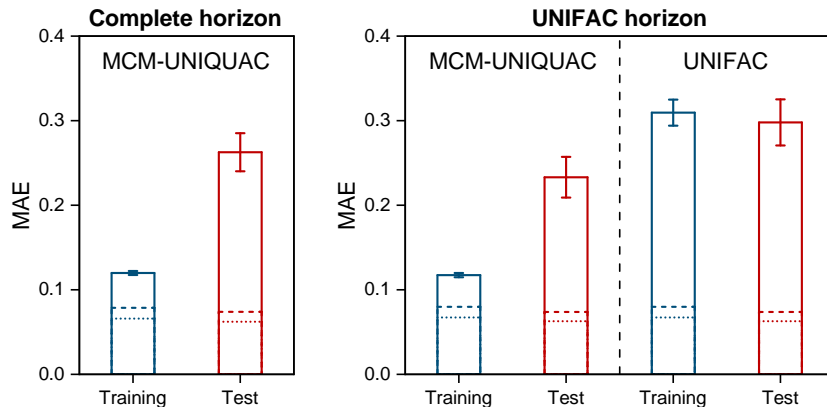 Complete horizon
UNIFAC horizon
MCM-UNIQUAC
MCM-UNIQUAC
UNIFAC
MAE
0.4
0.3
0.2
0.1
0.0
Training
Test
MAE
0.4
0.3
0.2
0.1
0.0
Training
Test
Training
Test